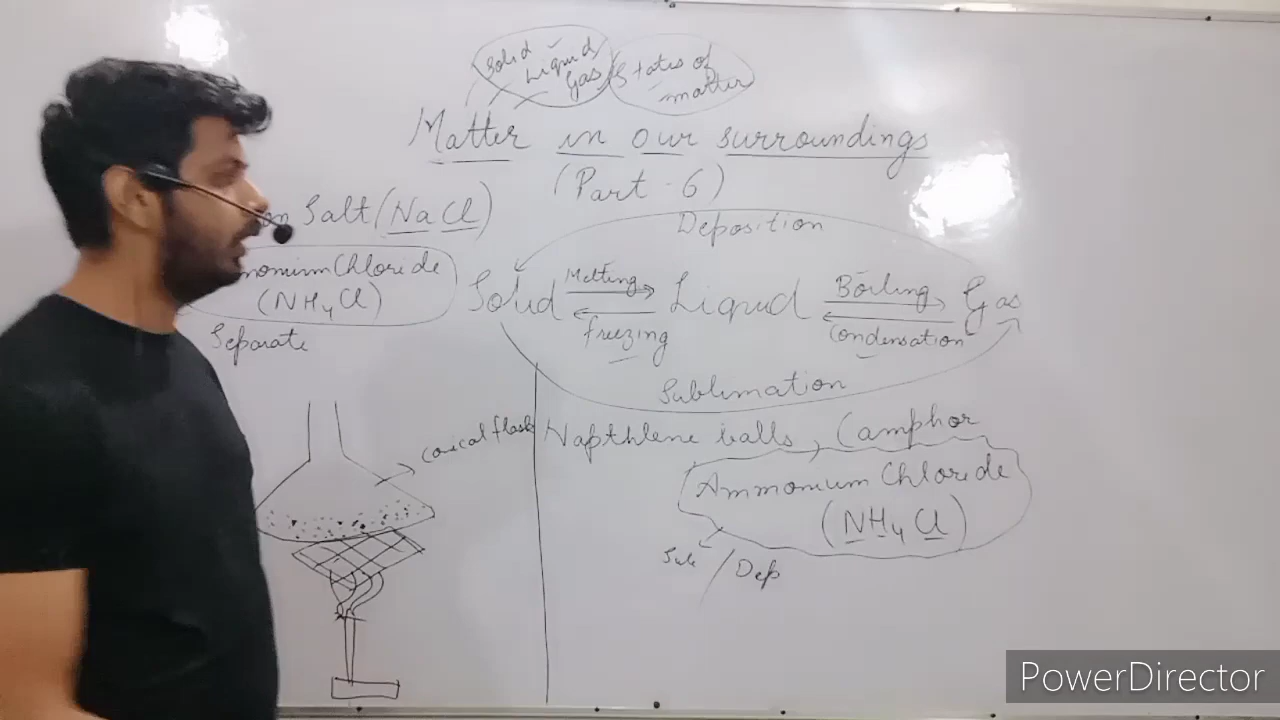 Solid
Liquid
Gas
States of
matter
Matter in our surroundings
(Part - 6)
Salt (NaCl)
Deposition
Chloride
(NH4Cl)
Separate
Solid Melting Liquid Boiling Gas
freezing condensation
Sublimation
conical flask
Napthlene balls, Camphor
Ammonium Chloride
(NH4Cl)
Sub / Dep
PowerDirector